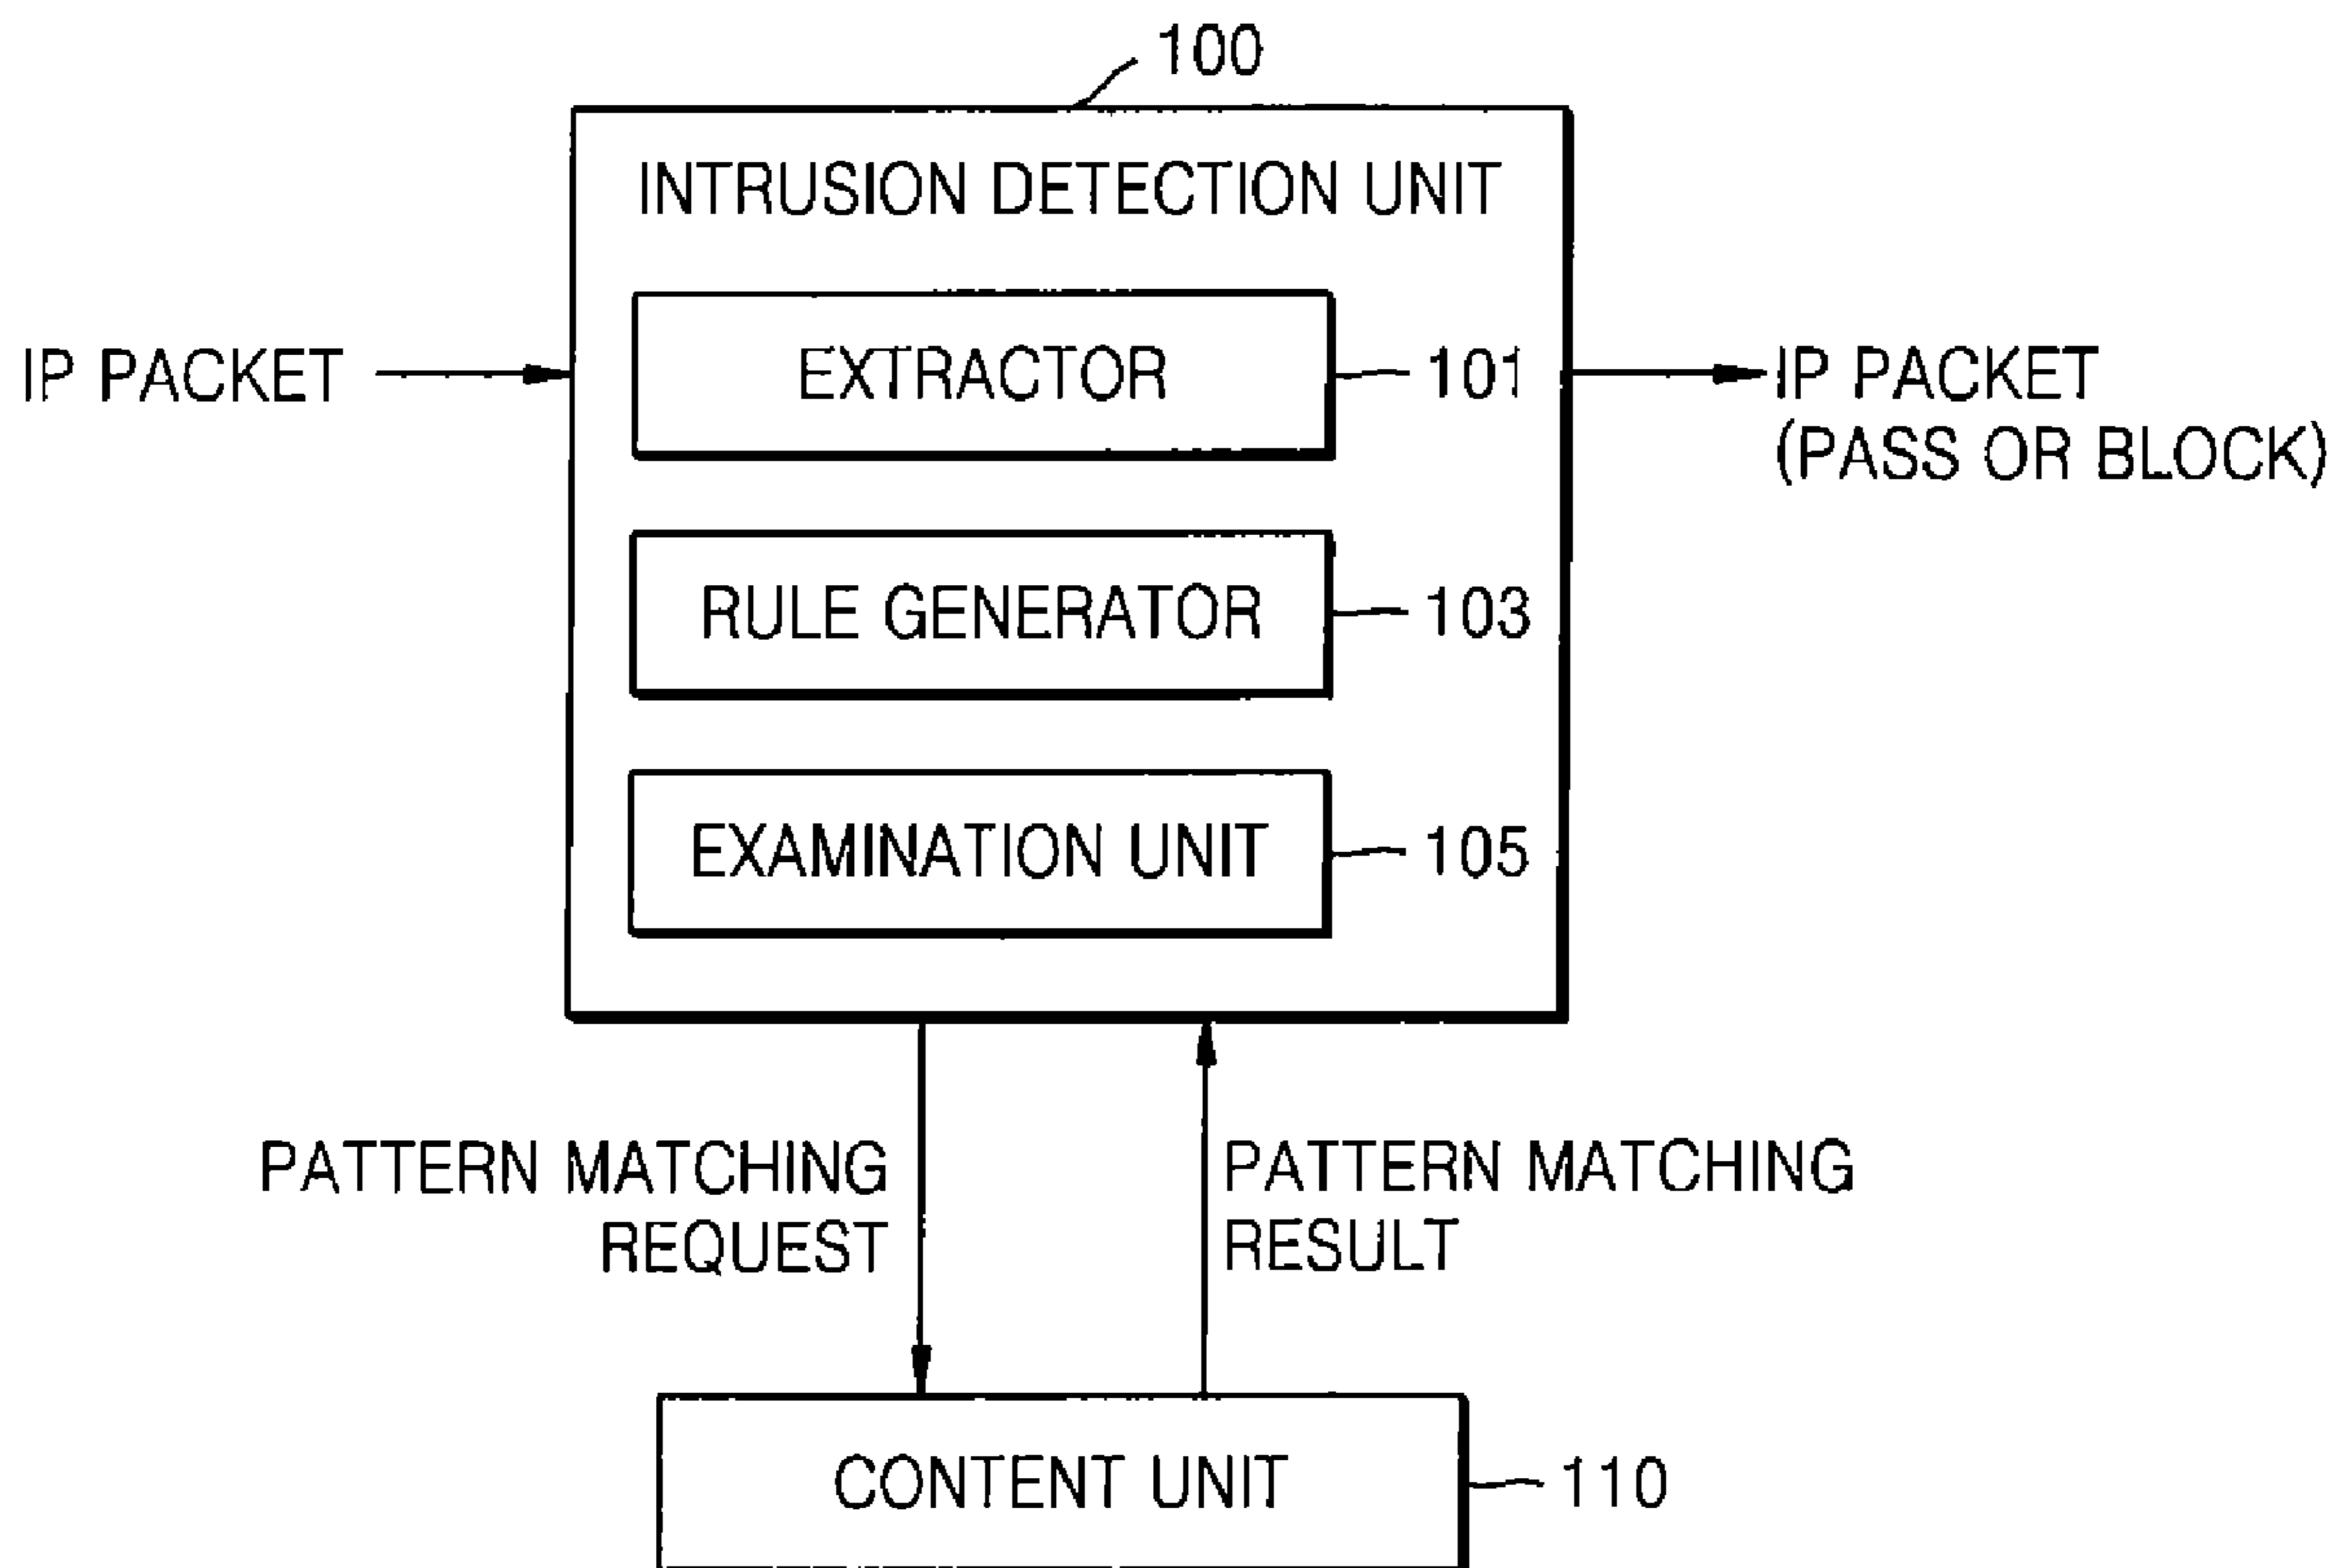 100
INTRUSION DETECTION UNIT
IP PACKET
EXTRACTOR
101
IP PACKET
(PASS OR BLOCK)
RULE GENERATOR
103
EXAMINATION UNIT
105
PATTERN MATCHING
REQUEST
PATTERN MATCHING
RESULT
CONTENT UNIT
110